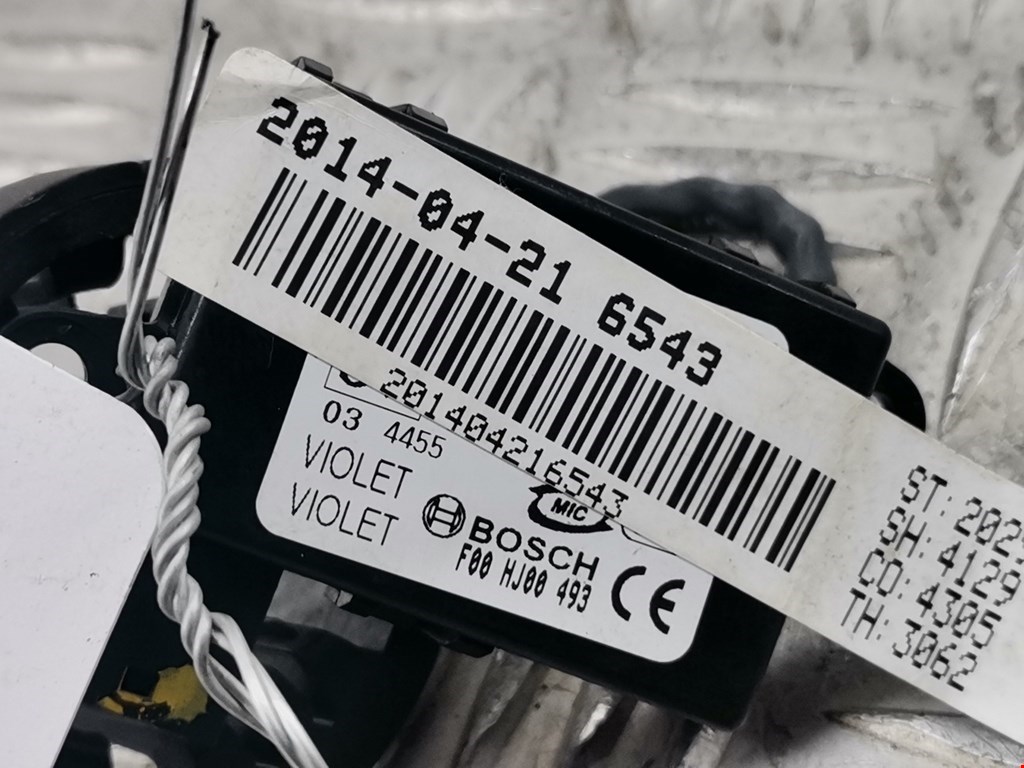 2014-04-21 6543
201404216543
ST:
SH: 4129
CO: 4305
TH: 3062
03 4455
VIOLET
VIOLET
MIC
BOSCH
F00 HJ00 493
CE